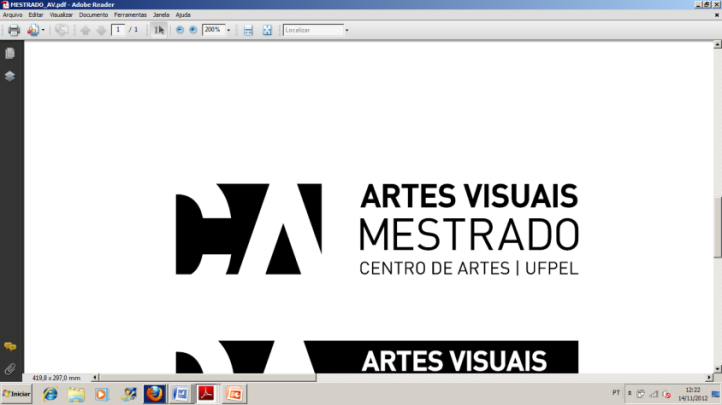 MESTRADO_AV.pdf - Adobe Reader
Arquivo Editar Visualizar Documento Ferramentas Janela Ajuda
1 / 1 200% Localizar
CA
ARTES VISUAIS
MESTRADO
CENTRO DE ARTES | UFPEL
ARTES VISUAIS
419,8 x 297,0 mm
Iniciar
PT
12:22
14/11/2012